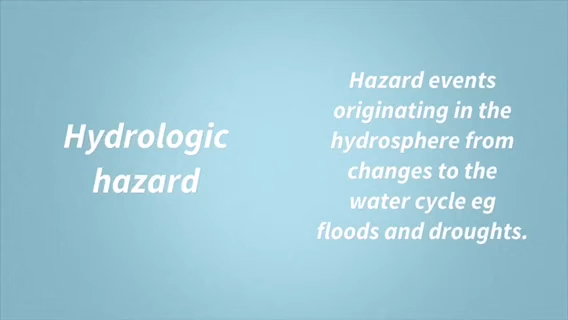 Hydrologic
hazard
Hazard events
originating in the
hydrosphere from
changes to the
water cycle eg
floods and droughts.